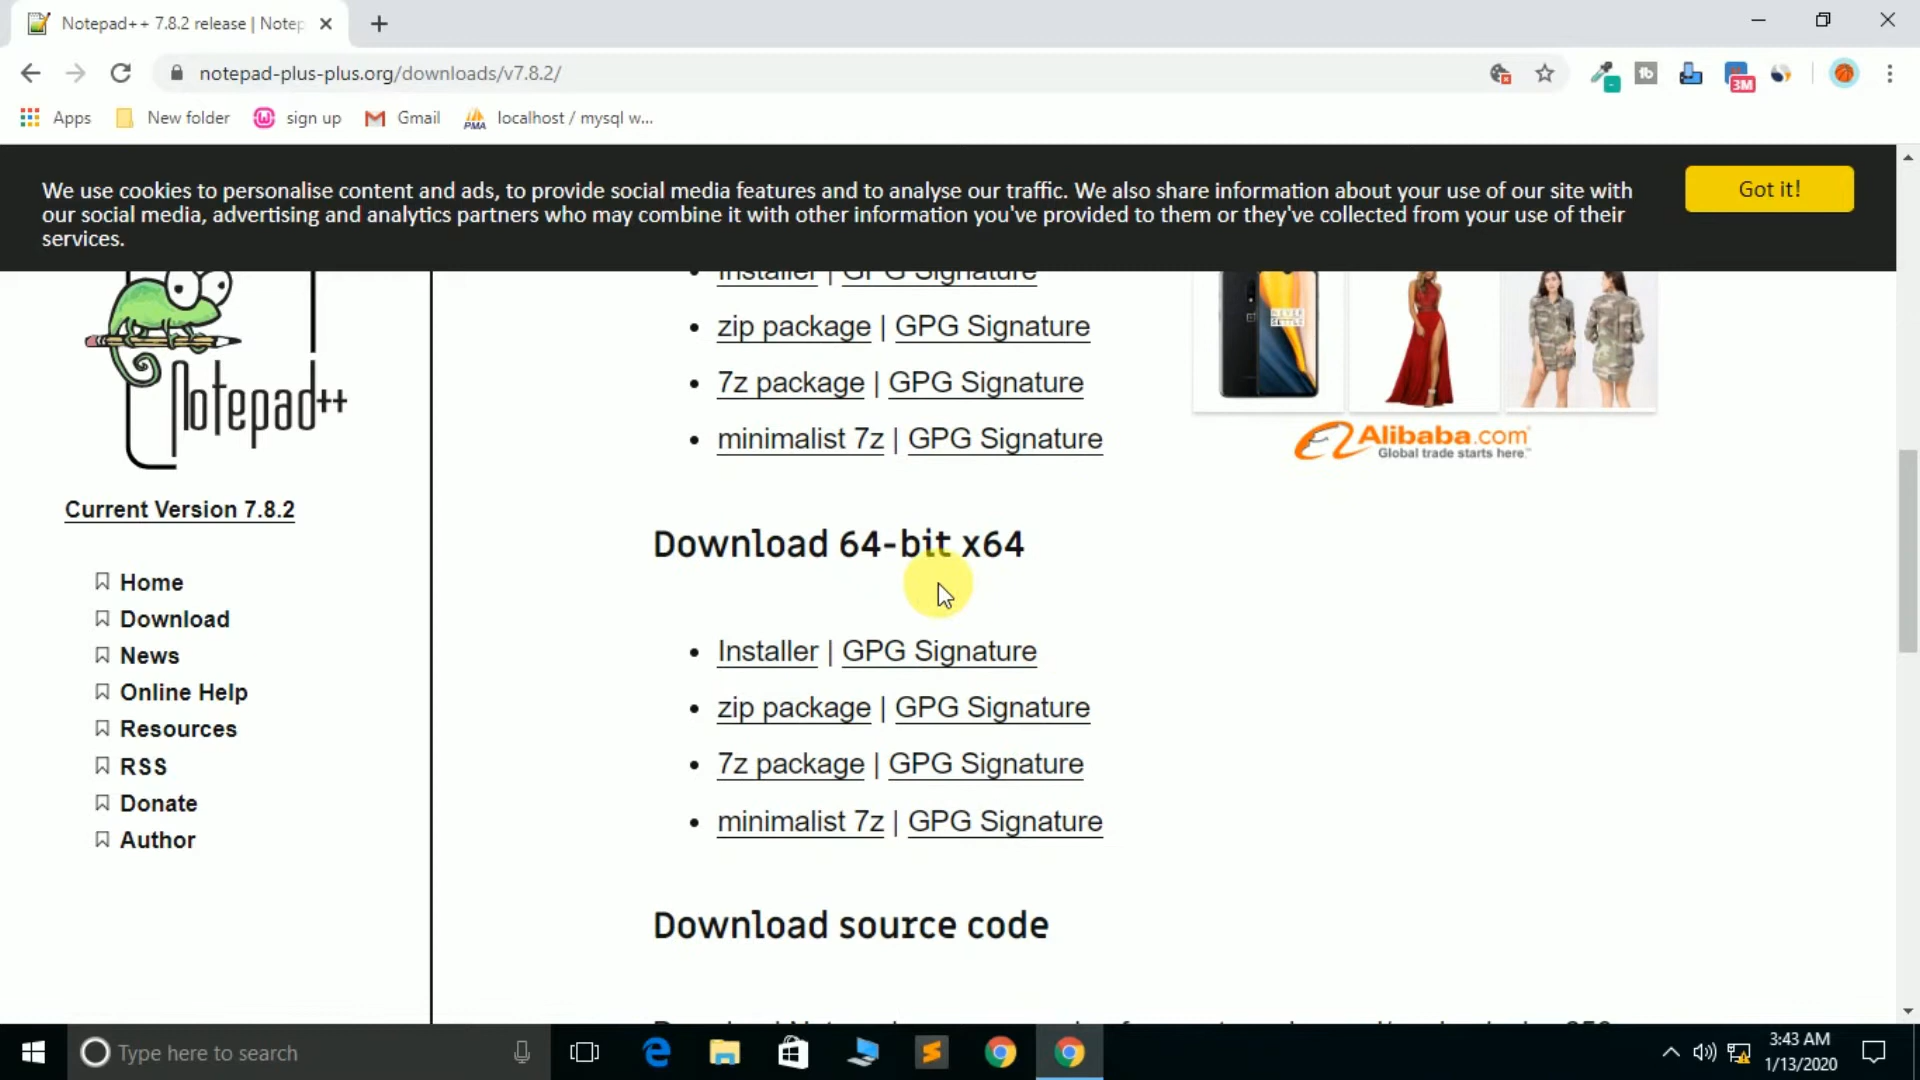 Notepad++ 7.8.2 release | Notep
notepad-plus-plus.org/downloads/v7.8.2/
3M
Apps
New folder
sign up
Gmail
PMA
localhost / mysql w...
We use cookies to personalise content and ads, to provide social media features and to analyse our traffic. We also share information about your use of our site with
our social media, advertising and analytics partners who may combine it with other information you've provided to them or they've collected from your use of their
services.
Got it!
Notepad++
Current Version 7.8.2
Home
Download
News
Online Help
Resources
RSS
Donate
Author
Installer | GPG Signature
zip package | GPG Signature
7z package | GPG Signature
minimalist 7z | GPG Signature
Download 64-bit x64
Installer | GPG Signature
zip package | GPG Signature
7z package | GPG Signature
minimalist 7z | GPG Signature
Download source code
Alibaba.com
Global trade starts here.™
Type here to search
3:43 AM
1/13/2020